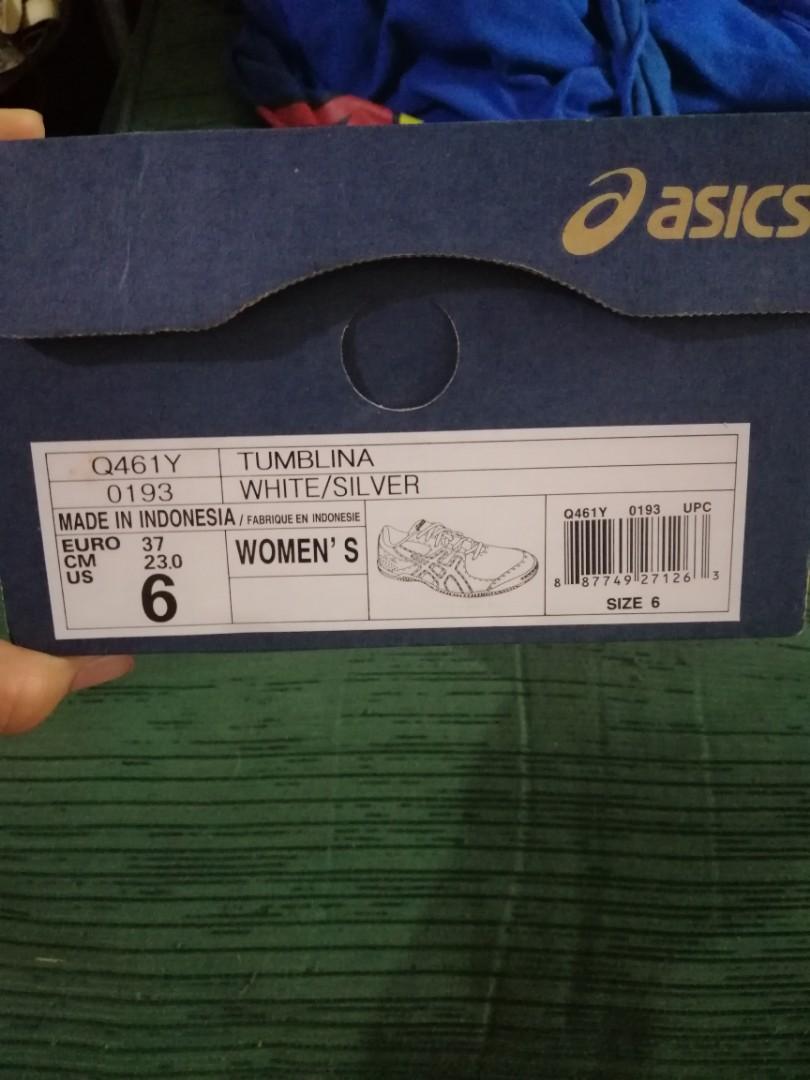 asics
Q461Y TUMBLINA
0193 WHITE/SILVER
MADE IN INDONESIA / FABRIQUE EN INDONESIE
EURO 37
CM 23.0
US 6
WOMEN'S
Q461Y 0193 UPC
8 87749 27126 3
SIZE 6